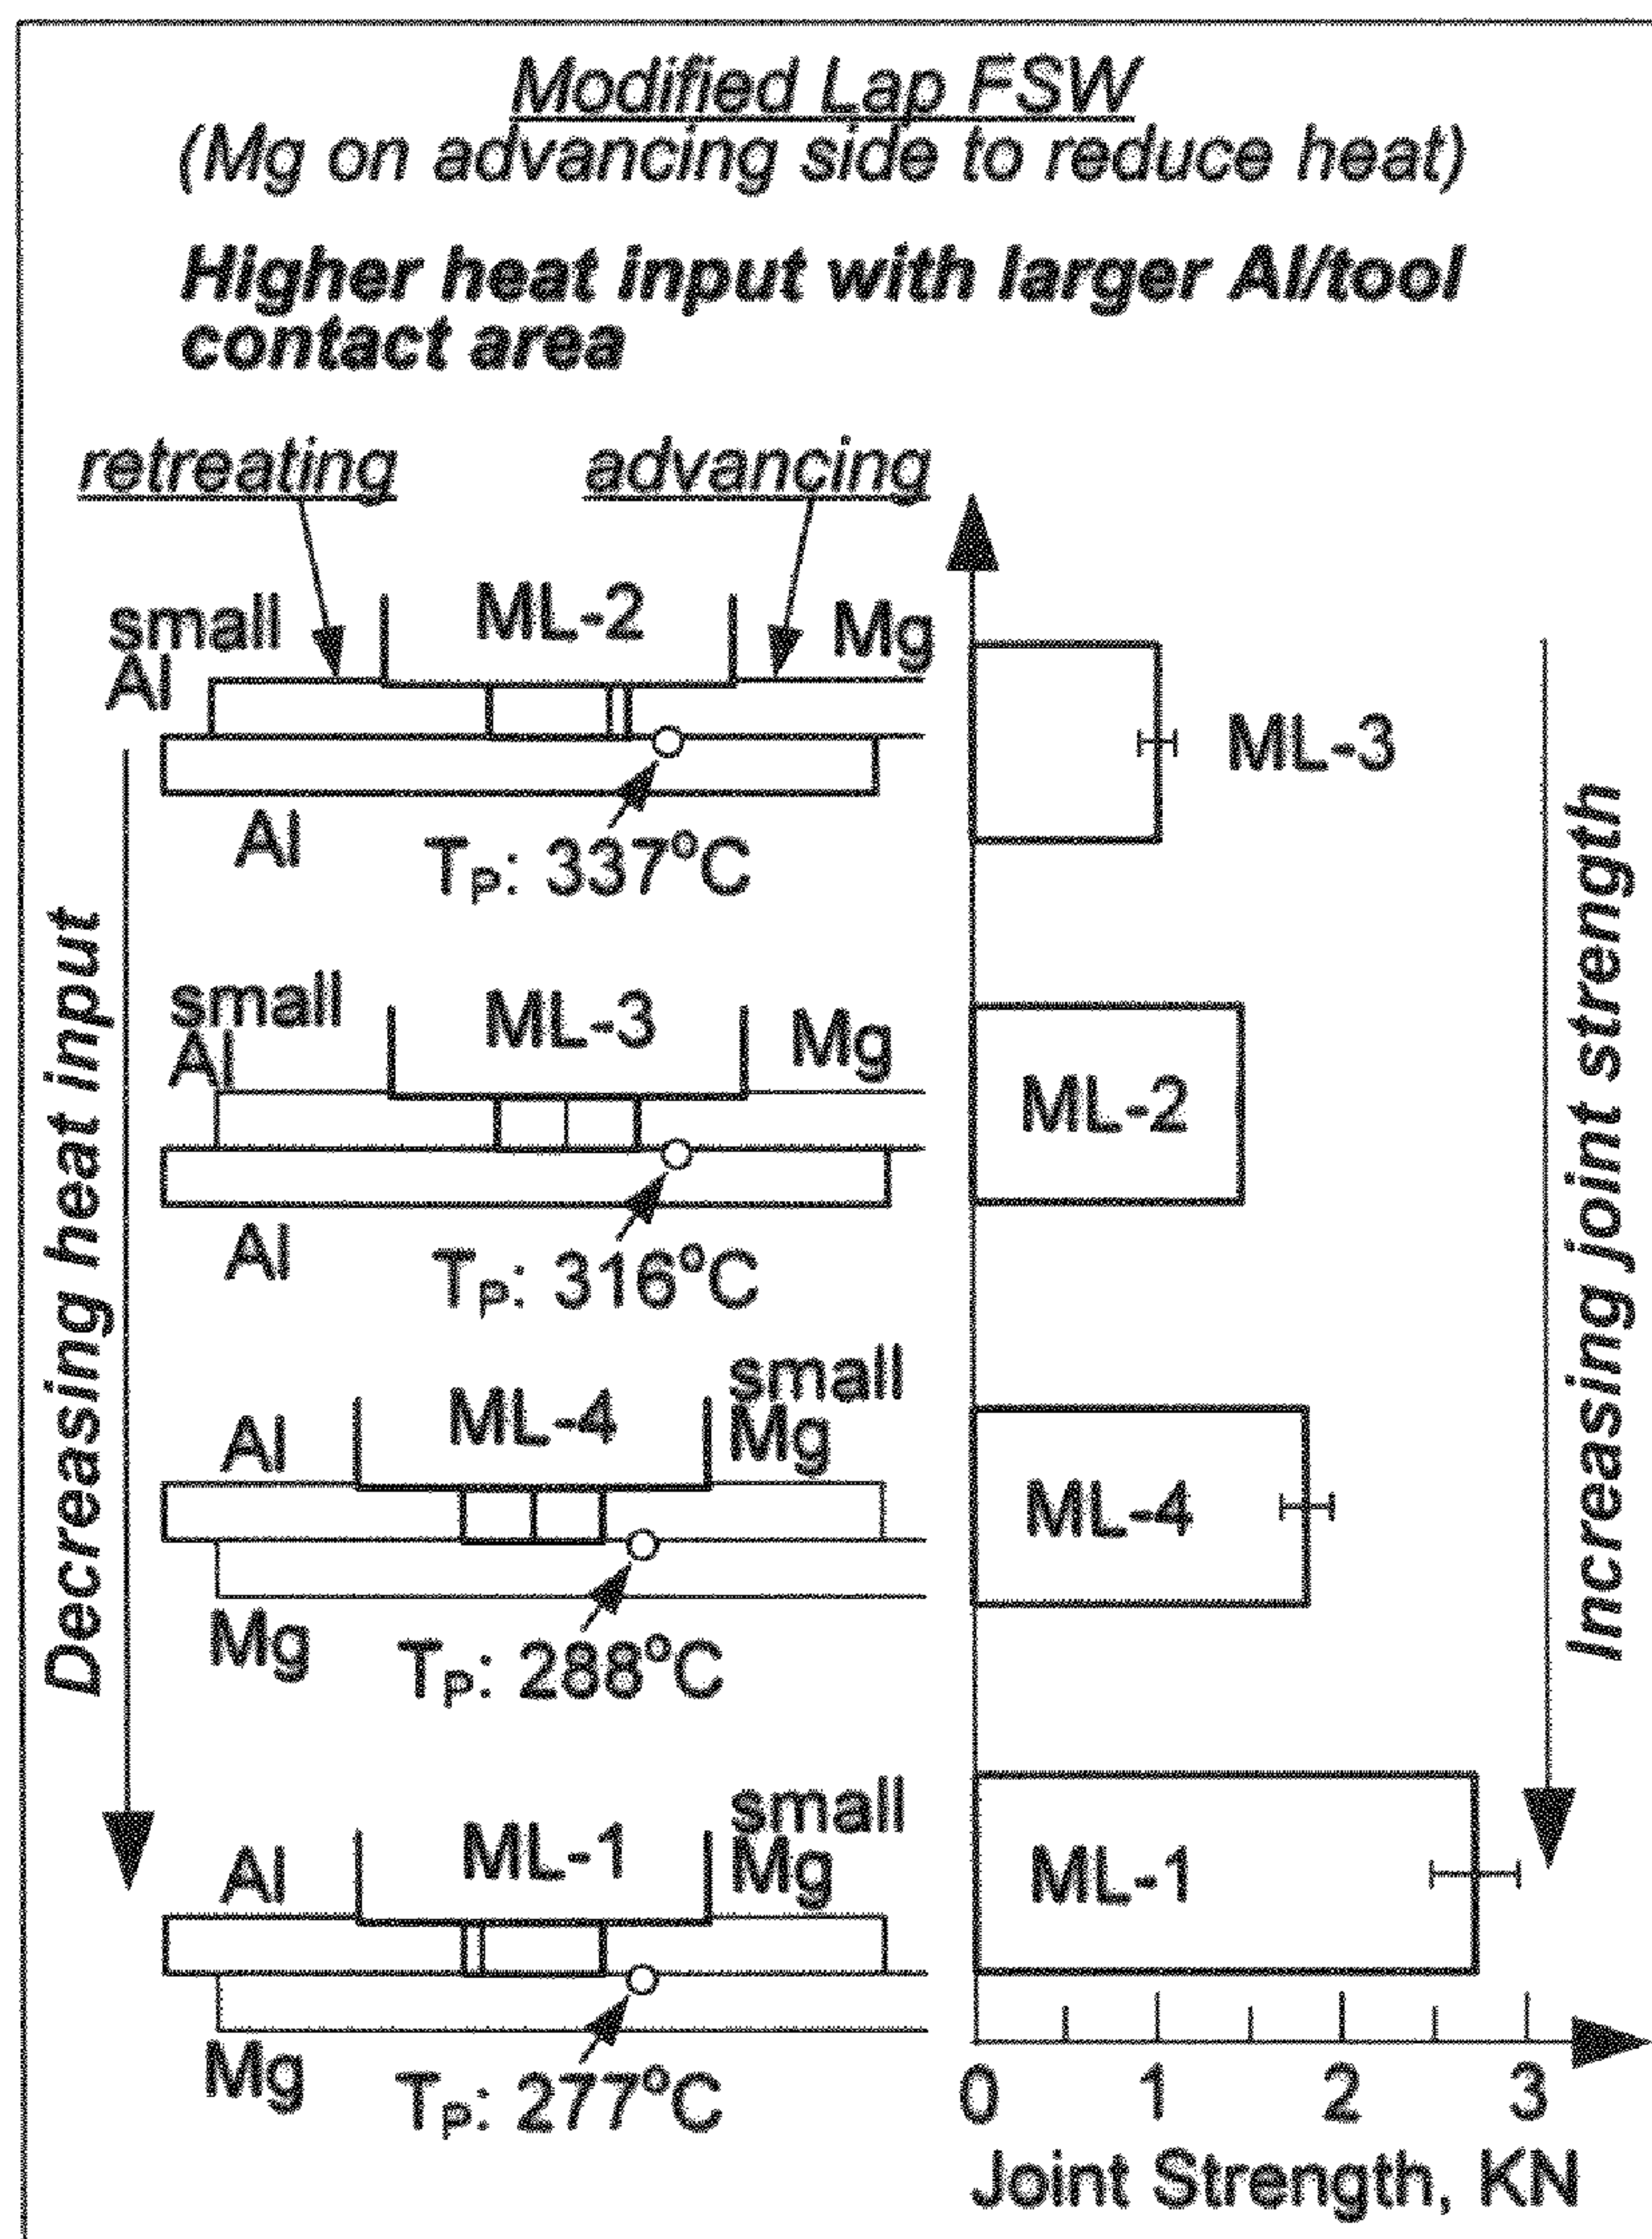 Modified Lap FSW
(Mg on advancing side to reduce heat)
Higher heat input with larger Al/tool
contact area
retreating
advancing
small
Al
ML-2
Mg
Al
Tp: 337°C
ML-3
small
Al
ML-3
Mg
Al
Tp: 316°C
ML-2
Al
ML-4
small
Mg
Mg
Tp: 288°C
ML-4
Al
ML-1
small
Mg
Mg
Tp: 277°C
ML-1
Decreasing heat input
Increasing joint strength
0 1 2 3
Joint Strength, KN